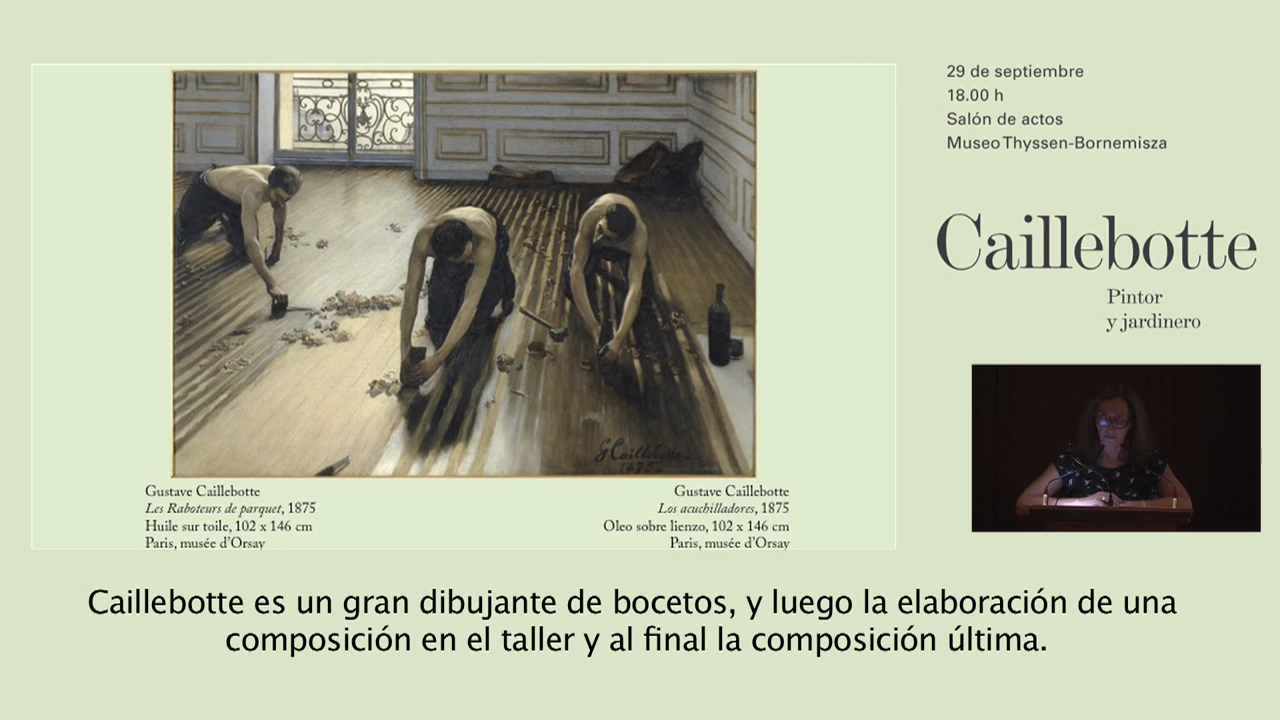 29 de septiembre
18.00 h
Salón de actos
Museo Thyssen-Bornemisza
Caillebotte
Pintor
y jardinero
G Caillebotte
1875.
Gustave Caillebotte
Les Raboteurs de parquet, 1875
Huile sur toile, 102 x 146 cm
Paris, musée d'Orsay
Gustave Caillebotte
Los acuchilladores, 1875
Oleo sobre lienzo, 102 x 146 cm
Paris, musée d'Orsay
Caillebotte es un gran dibujante de bocetos, y luego la elaboración de una
composición en el taller y al final la composición última.